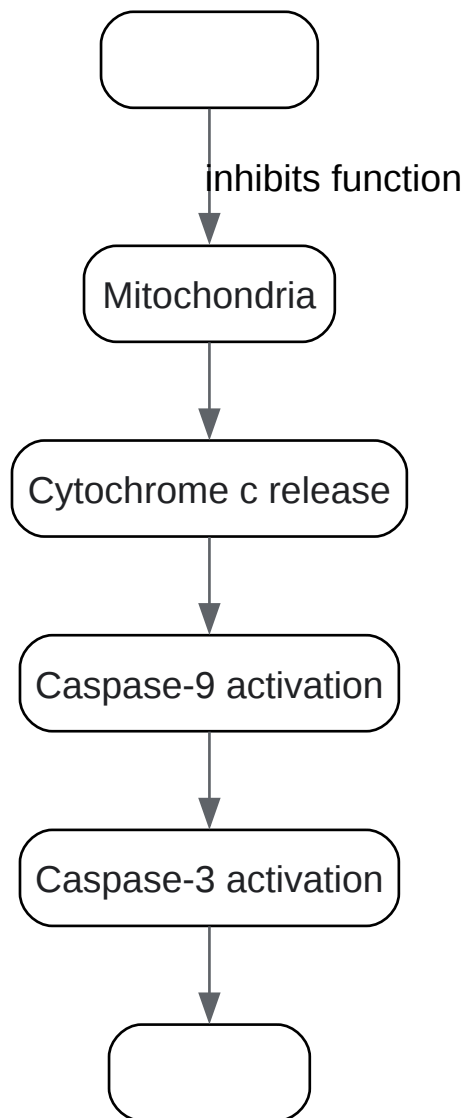 inhibits function
Mitochondria
Cytochrome c release
Caspase-9 activation
Caspase-3 activation